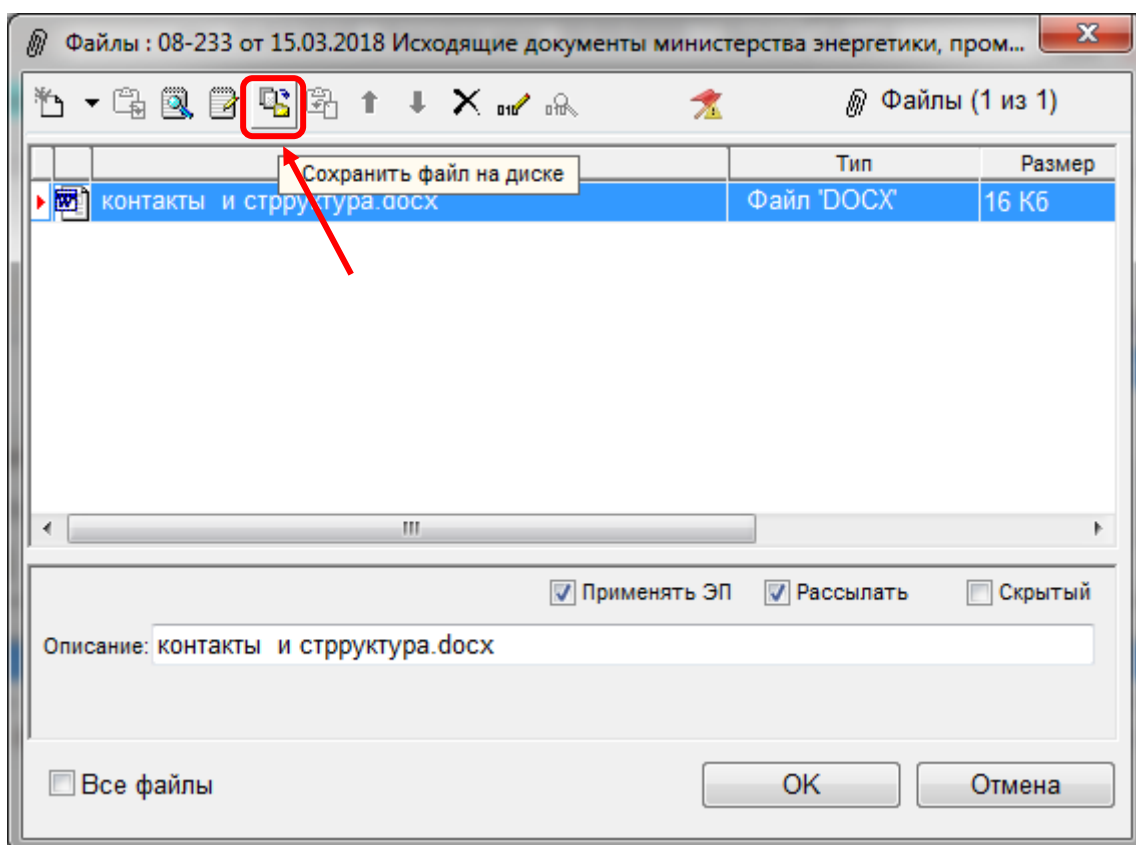 Файлы : 08-233 от 15.03.2018 Исходящие документы министерства энергетики, пром...
Файлы (1 из 1)
Сохранить файл на диске
Тип Размер
контакты и стрруктура.docx Файл 'DOCX' 16 Кб
Применять ЭП Рассылать Скрытый
Описание: контакты и стрруктура.docx
Все файлы OK Отмена